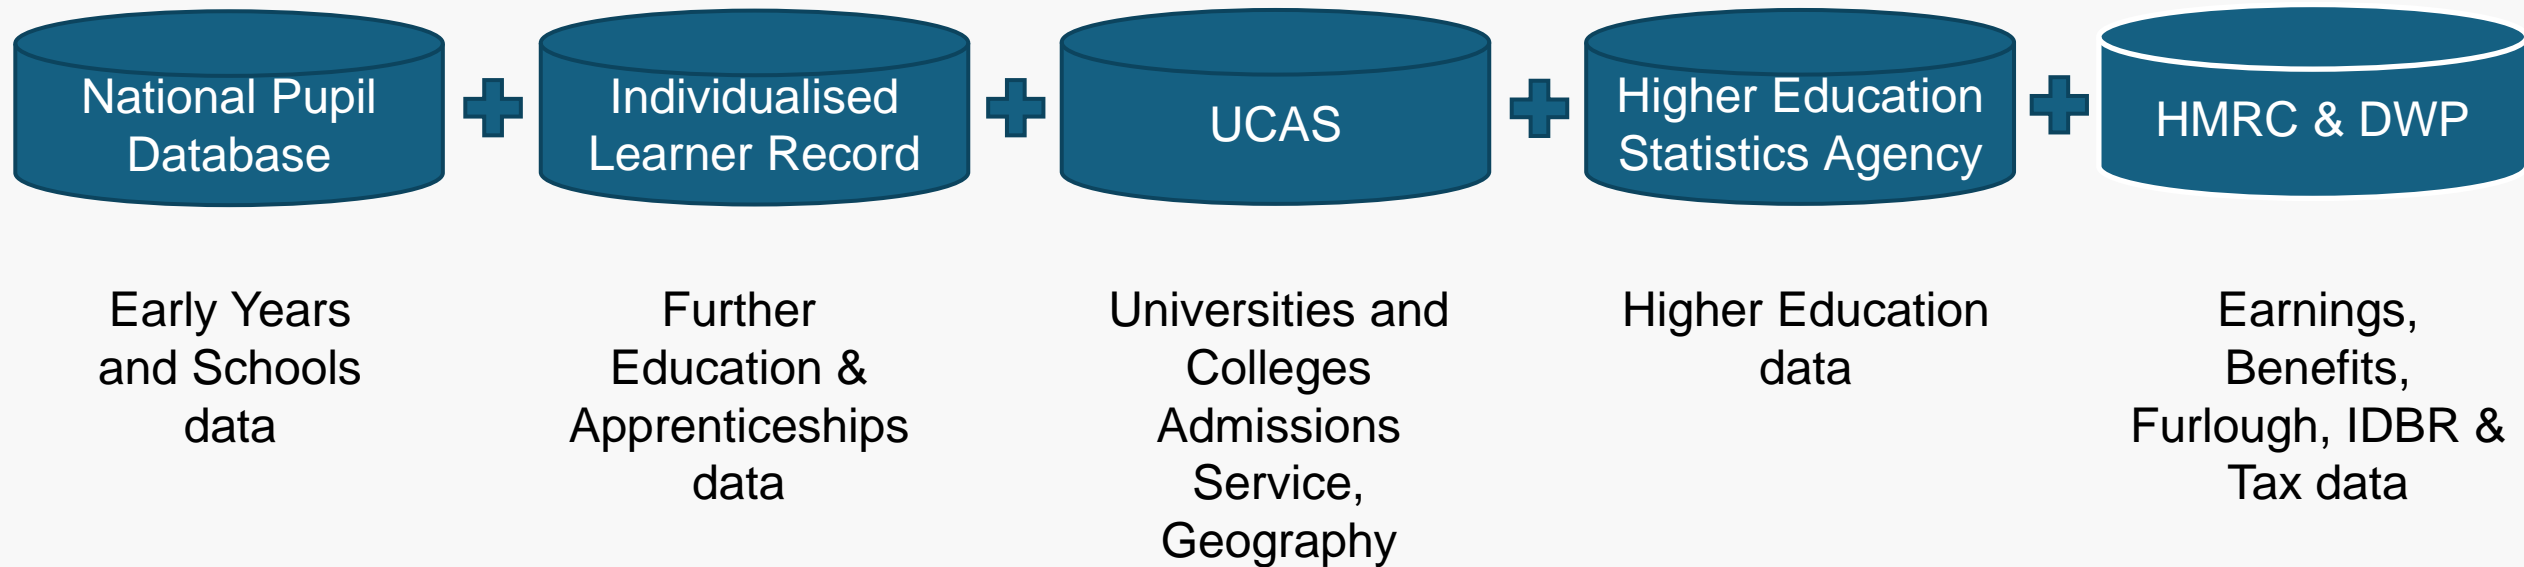 National Pupil
Database
Individualised
Learner Record
UCAS
Higher Education
Statistics Agency
HMRC & DWP
Early Years
and Schools
data
Further
Education &
Apprenticeships
data
Universities and
Colleges
Admissions
Service,
Geography
Higher Education
data
Earnings,
Benefits,
Furlough, IDBR &
Tax data